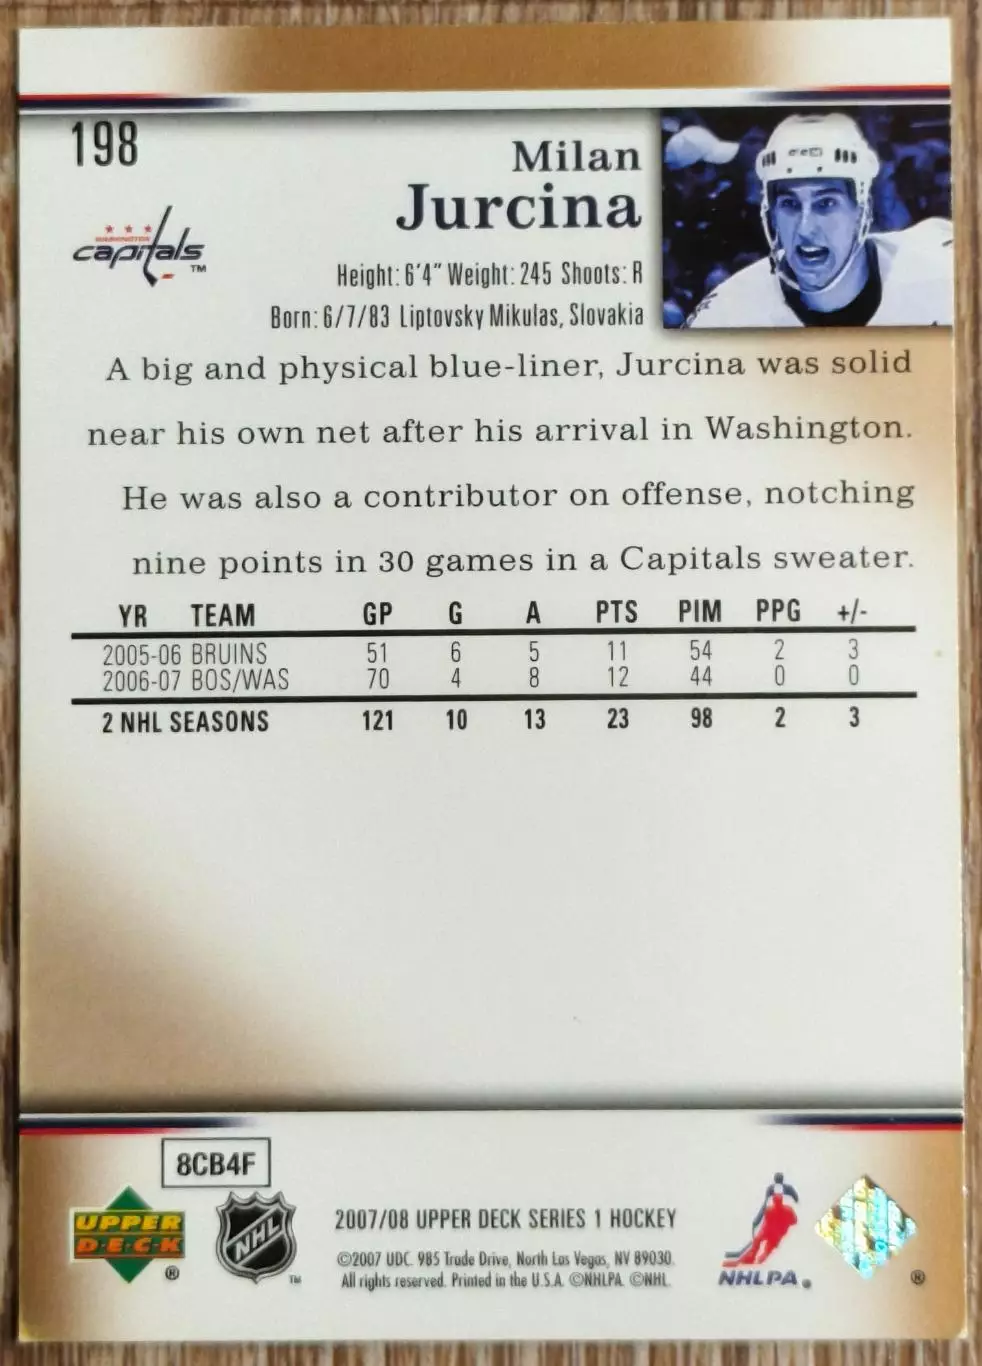 198
Milan
Jurcina
WASHINGTON
capitals™
Height: 6'4" Weight: 245 Shoots: R
Born: 6/7/83 Liptovsky Mikulas, Slovakia
A big and physical blue-liner, Jurcina was solid
near his own net after his arrival in Washington.
He was also a contributor on offense, notching
nine points in 30 games in a Capitals sweater.
YR TEAM GP G A PTS PIM PPG +/-
2005-06 BRUINS 51 6 5 11 54 2 3
2006-07 BOS/WAS 70 4 8 12 44 0 0
2 NHL SEASONS 121 10 13 23 98 2 3
8CB4F
UPPER
D·E·C·K
®
NHL
™
2007/08 UPPER DECK SERIES 1 HOCKEY
©2007 UDC. 985 Trade Drive, North Las Vegas, NV 89030.
All rights reserved. Printed in the U.S.A. ©NHLPA. ©NHL.
NHLPA®
®